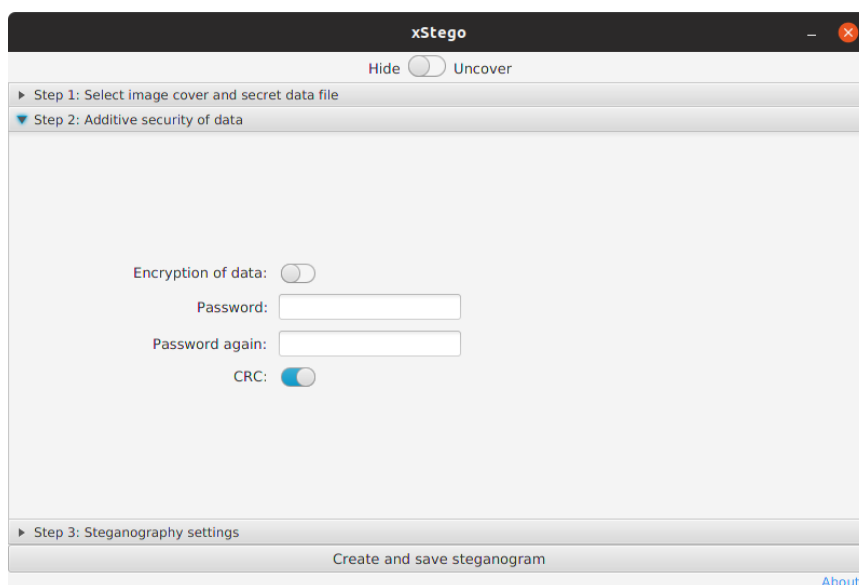 xStego
Hide Uncover
Step 1: Select image cover and secret data file
Step 2: Additive security of data
Encryption of data:
Password:
Password again:
CRC:
Step 3: Steganography settings
Create and save steganogram
About